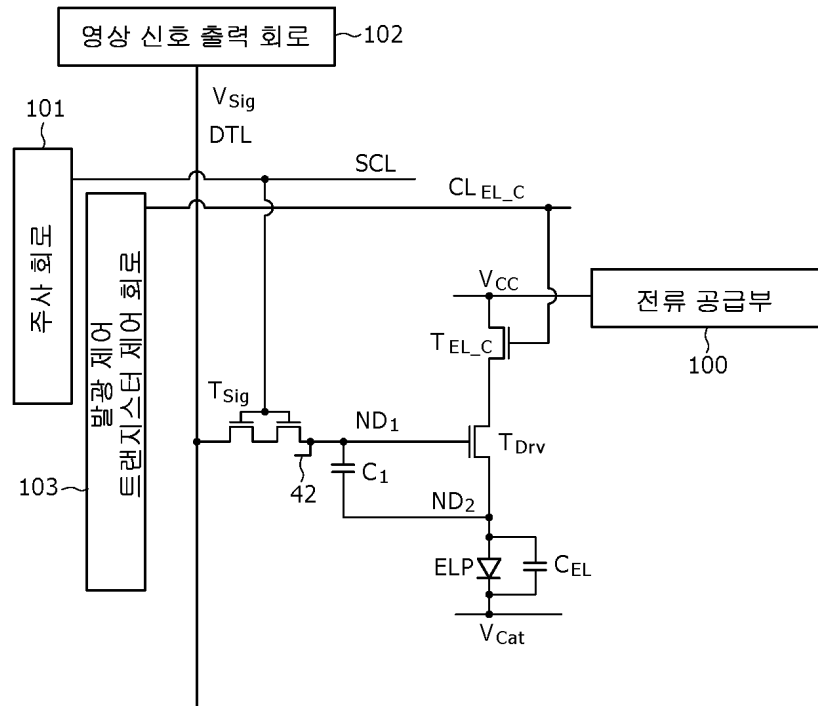 영상 신호 출력 회로
102
V_Sig
DTL
101
주사 회로
SCL
CL_EL_C
발광 제어
트랜지스터 제어 회로
103
V_CC
전류 공급부
100
T_EL_C
T_Sig
ND_1
T_Drv
42
C_1
ND_2
ELP
C_EL
V_Cat